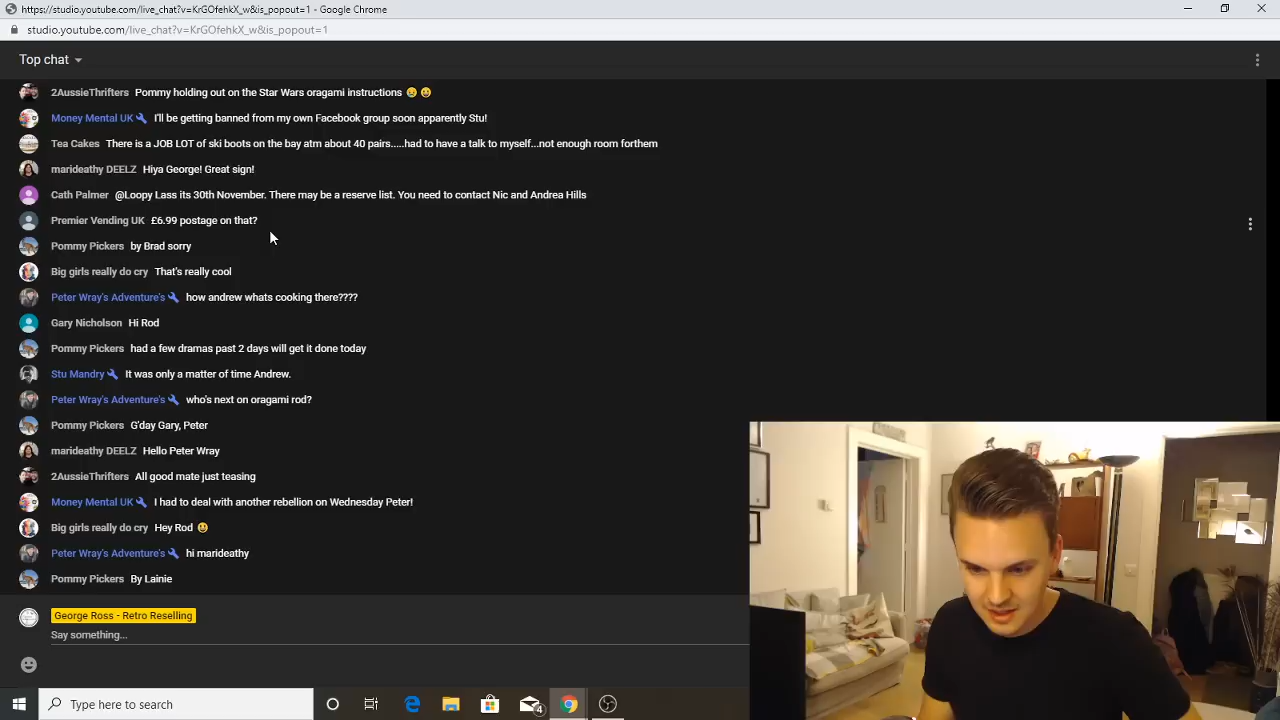 https://studio.youtube.com/live_chat?v=KrGOfehkX_w&is_popout=1 - Google Chrome
studio.youtube.com/live_chat?v=KrGOfehkX_w&is_popout=1
Top chat
2AussieThrifters Pommy holding out on the Star Wars oragami instructions 😥 😀
Money Mental UK I'll be getting banned from my own Facebook group soon apparently Stu!
Tea Cakes There is a JOB LOT of ski boots on the bay atm about 40 pairs.....had to have a talk to myself...not enough room forthem
marideathy DEELZ Hiya George! Great sign!
Cath Palmer @Loopy Lass its 30th November. There may be a reserve list. You need to contact Nic and Andrea Hills
Premier Vending UK £6.99 postage on that?
Pommy Pickers by Brad sorry
Big girls really do cry That's really cool
Peter Wray's Adventure's how andrew whats cooking there????
Gary Nicholson Hi Rod
Pommy Pickers had a few dramas past 2 days will get it done today
Stu Mandry It was only a matter of time Andrew.
Peter Wray's Adventure's who's next on oragami rod?
Pommy Pickers G'day Gary, Peter
marideathy DEELZ Hello Peter Wray
2AussieThrifters All good mate just teasing
Money Mental UK I had to deal with another rebellion on Wednesday Peter!
Big girls really do cry Hey Rod 😀
Peter Wray's Adventure's hi marideathy
Pommy Pickers By Lainie
George Ross - Retro Reselling
Say something...
Type here to search
4